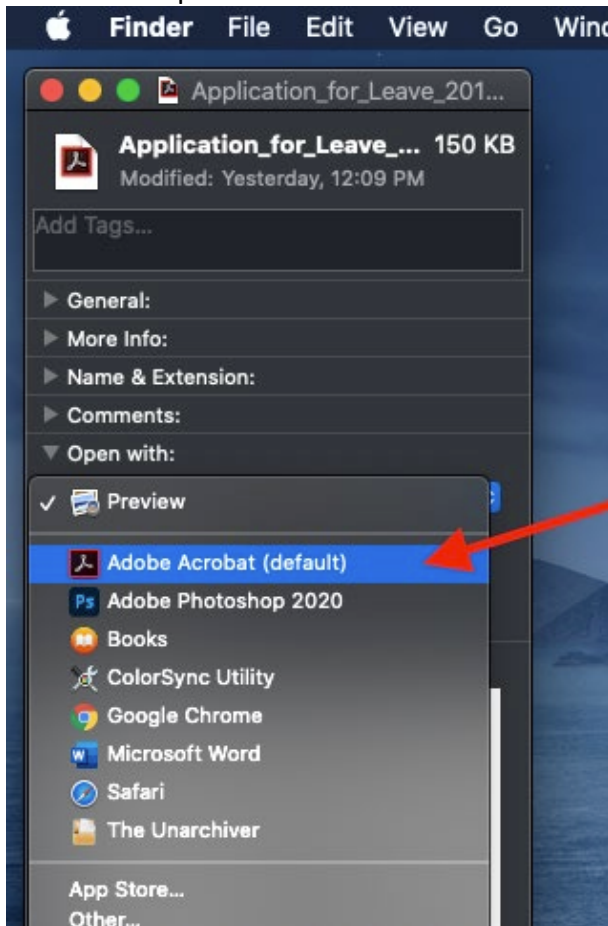 Finder File Edit View Go Wind
Application_for_Leave_201...
Application_for_Leave_... 150 KB
Modified: Yesterday, 12:09 PM
Add Tags...
General:
More Info:
Name & Extension:
Comments:
Open with:
Preview
Adobe Acrobat (default)
Ps Adobe Photoshop 2020
Books
ColorSync Utility
Google Chrome
W Microsoft Word
Safari
The Unarchiver
App Store...
Other...